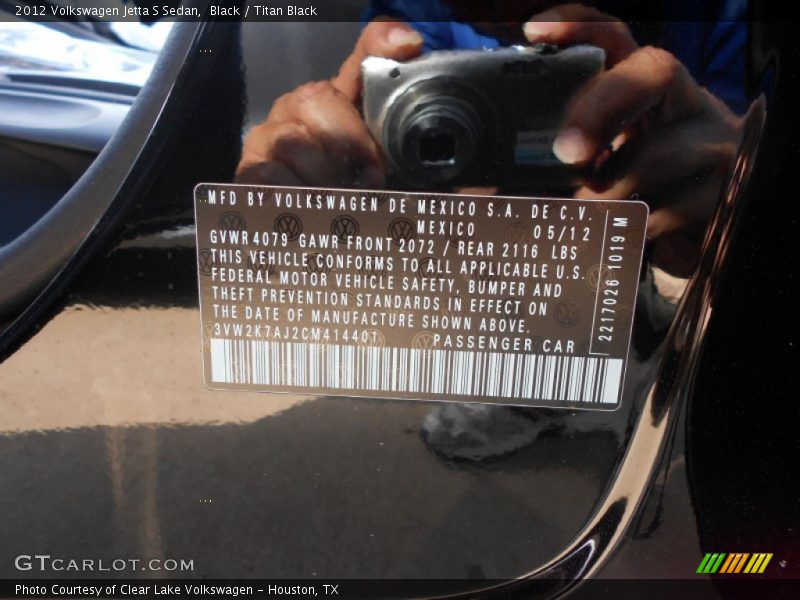 2012 Volkswagen Jetta S Sedan, Black / Titan Black
MFD BY VOLKSWAGEN DE MEXICO S.A. DE C.V.
MEXICO 05/12
GVWR 4079 GAWR FRONT 2072 / REAR 2116 LBS
THIS VEHICLE CONFORMS TO ALL APPLICABLE U.S.
FEDERAL MOTOR VEHICLE SAFETY, BUMPER AND
THEFT PREVENTION STANDARDS IN EFFECT ON
THE DATE OF MANUFACTURE SHOWN ABOVE.
3VW2K7AJ2CM414401 PASSENGER CAR
2217026 1019 M
GTCARLOT.COM
Photo Courtesy of Clear Lake Volkswagen - Houston, TX